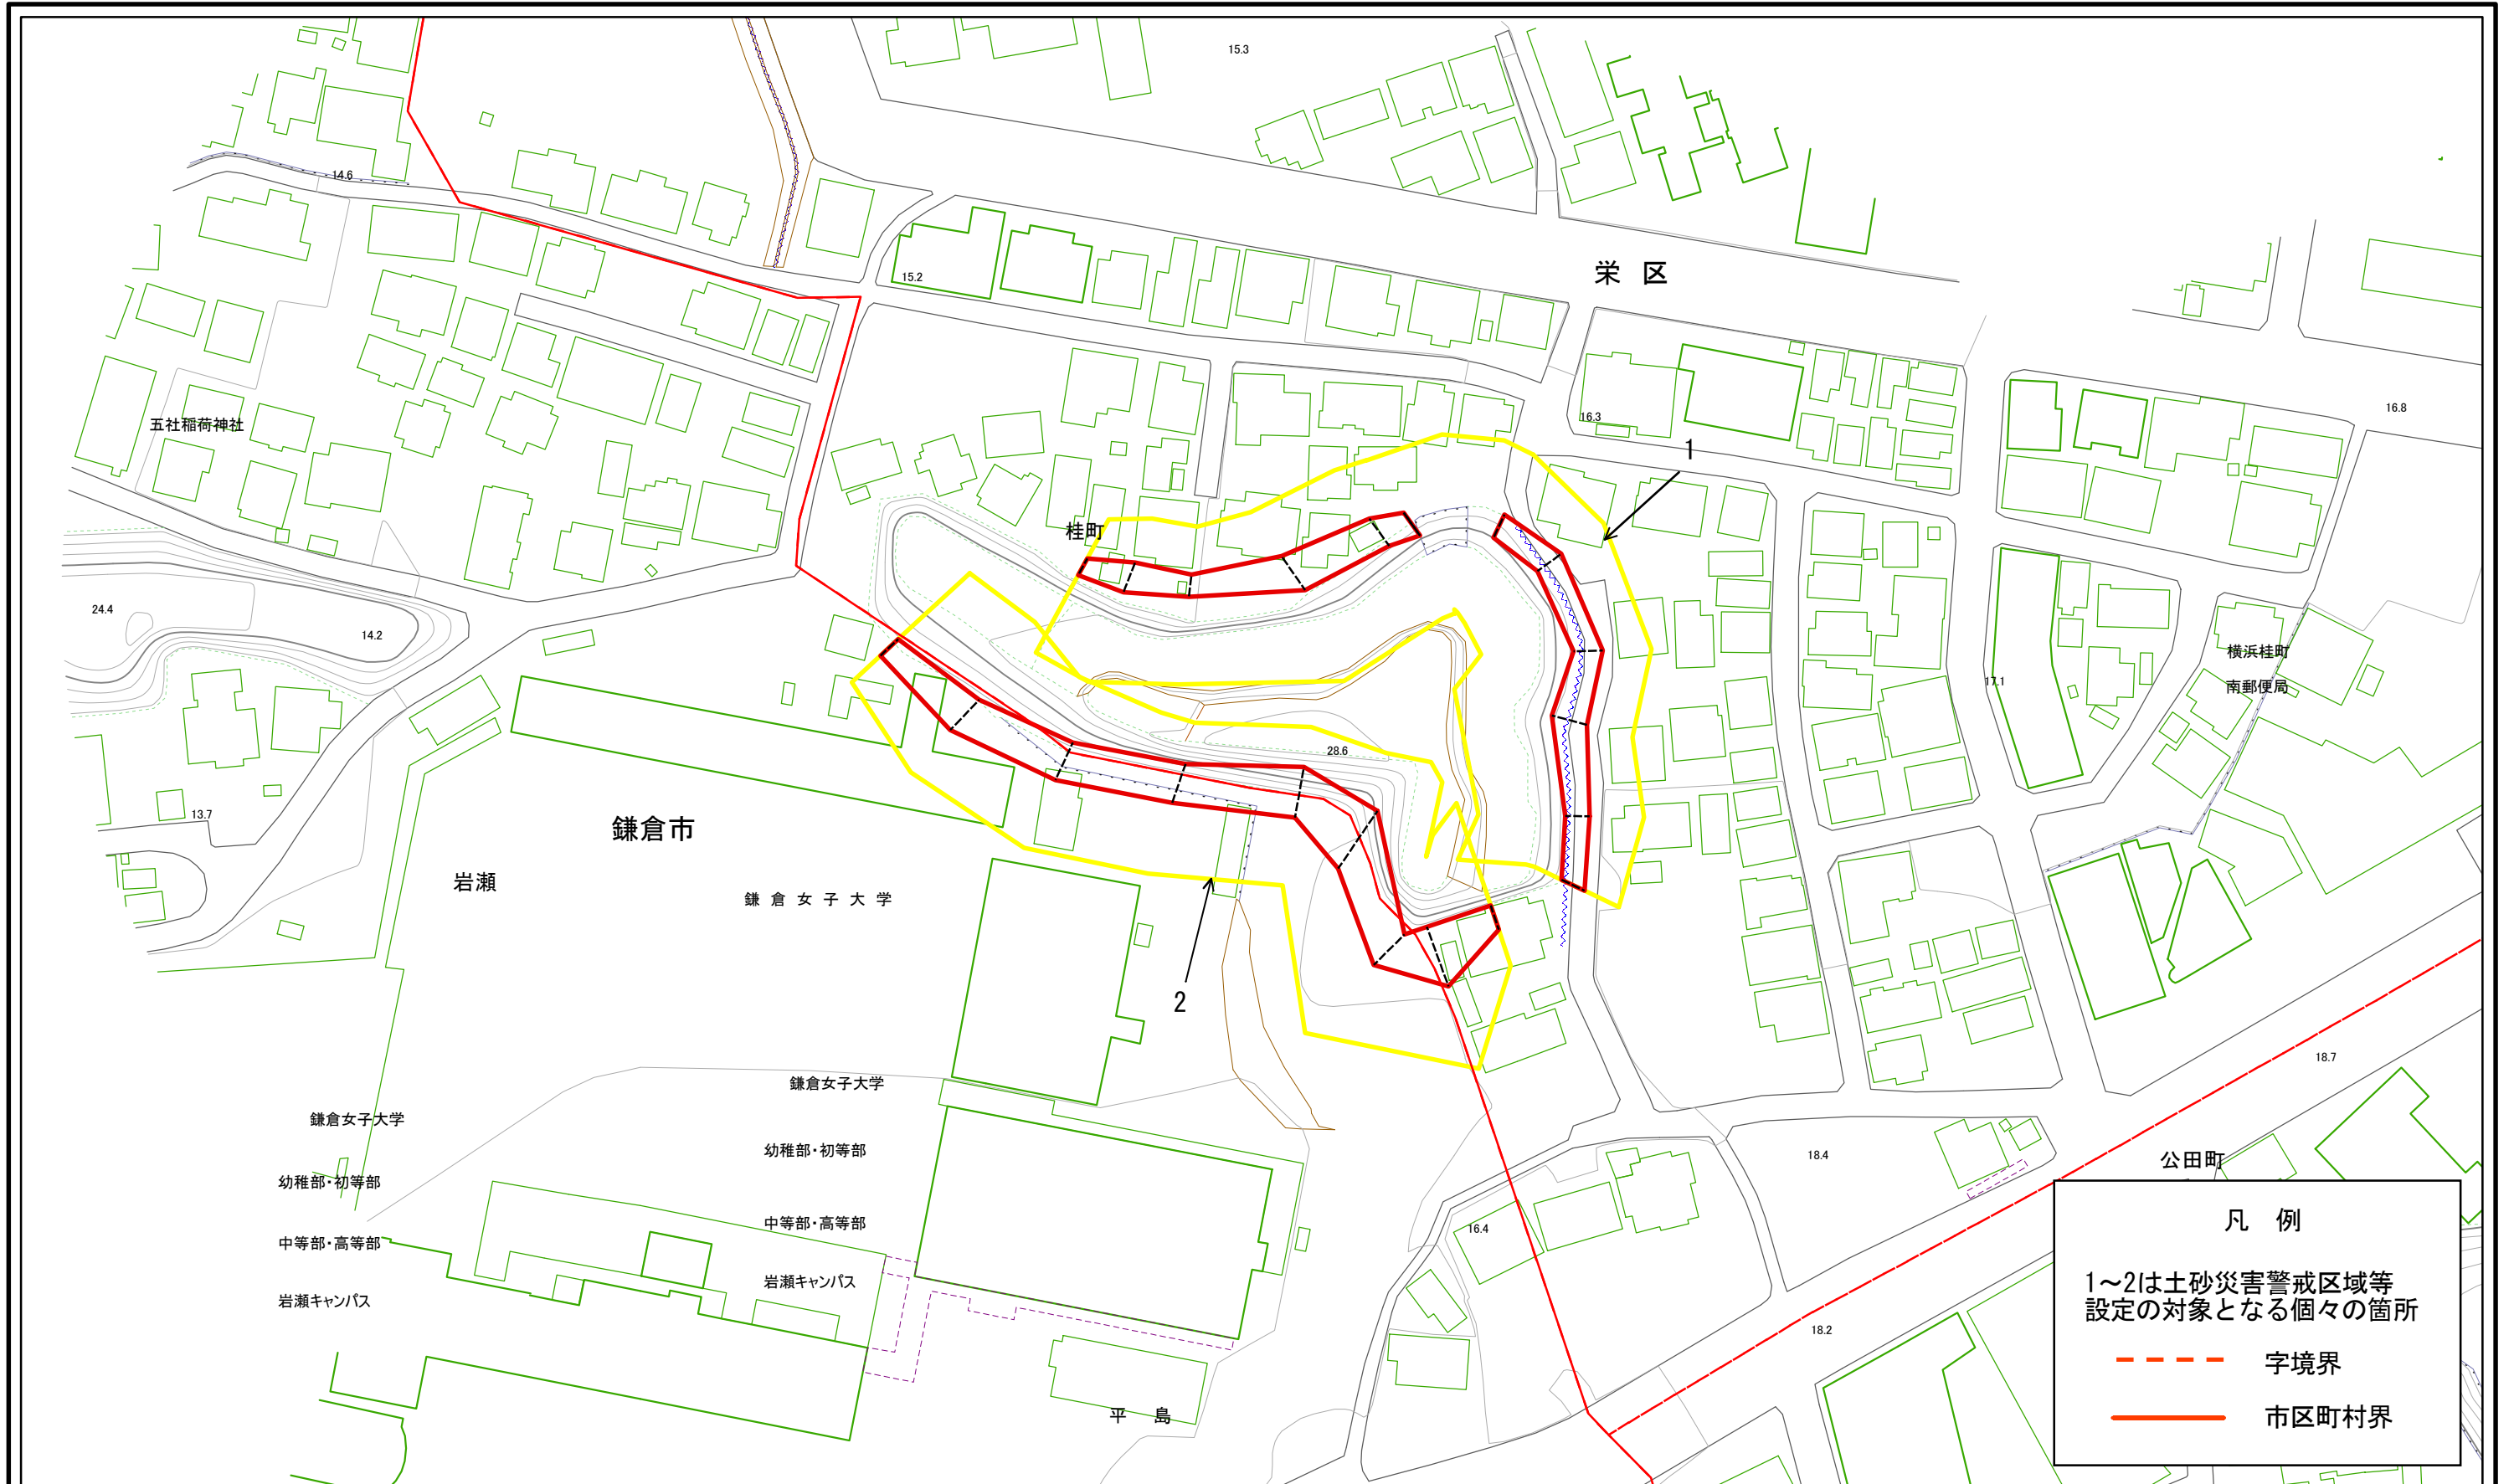 15.3
14.6
15.2
栄 区
16.3
16.8
1
五社稲荷神社
桂町
24.4
14.2
横浜桂町
南郵便局
17.1
28.6
13.7
鎌倉市
岩瀬
鎌 倉 女 子 大 学
2
18.7
鎌倉女子大学
幼稚部・初等部
中等部・高等部
岩瀬キャンパス
鎌倉女子大学
幼稚部・初等部
中等部・高等部
岩瀬キャンパス
18.4
公田町
16.4
18.2
平 島
凡 例
1～2は土砂災害警戒区域等
設定の対象となる個々の箇所
字境界
市区町村界